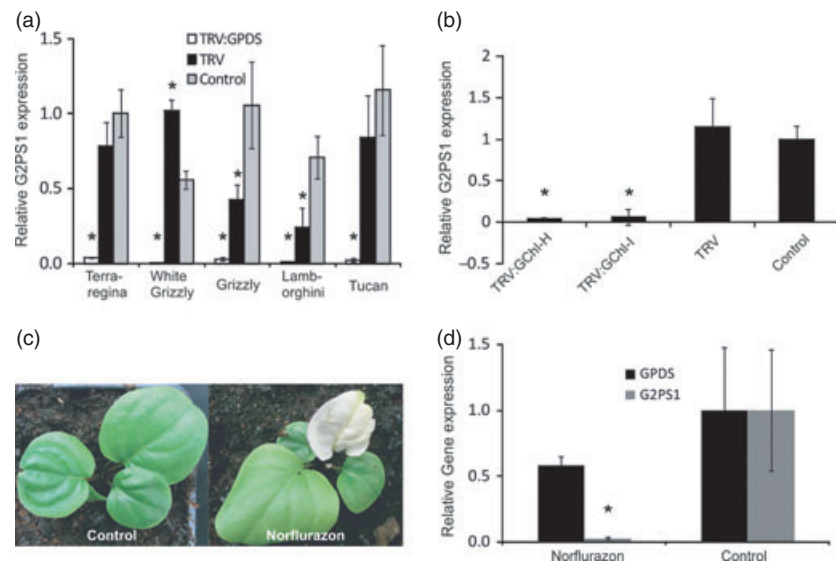 (a)
Relative G2PS1 expression
1.5
1.0
0.5
0.0
TRV:GPDS
TRV
Control
*
*
*
*
*
*
*
*
Terra-
regina
White
Grizzly
Grizzly
Lamb-
orghini
Tucan
(b)
Relative G2PS1 expression
2
1.5
1
0.5
0
−0.5
*
*
TRV:GChl-H
TRV:GChl-I
TRV
Control
(c)
Control
Norflurazon
(d)
Relative Gene expression
1.5
1.0
0.5
0.0
GPDS
G2PS1
*
Norflurazon
Control